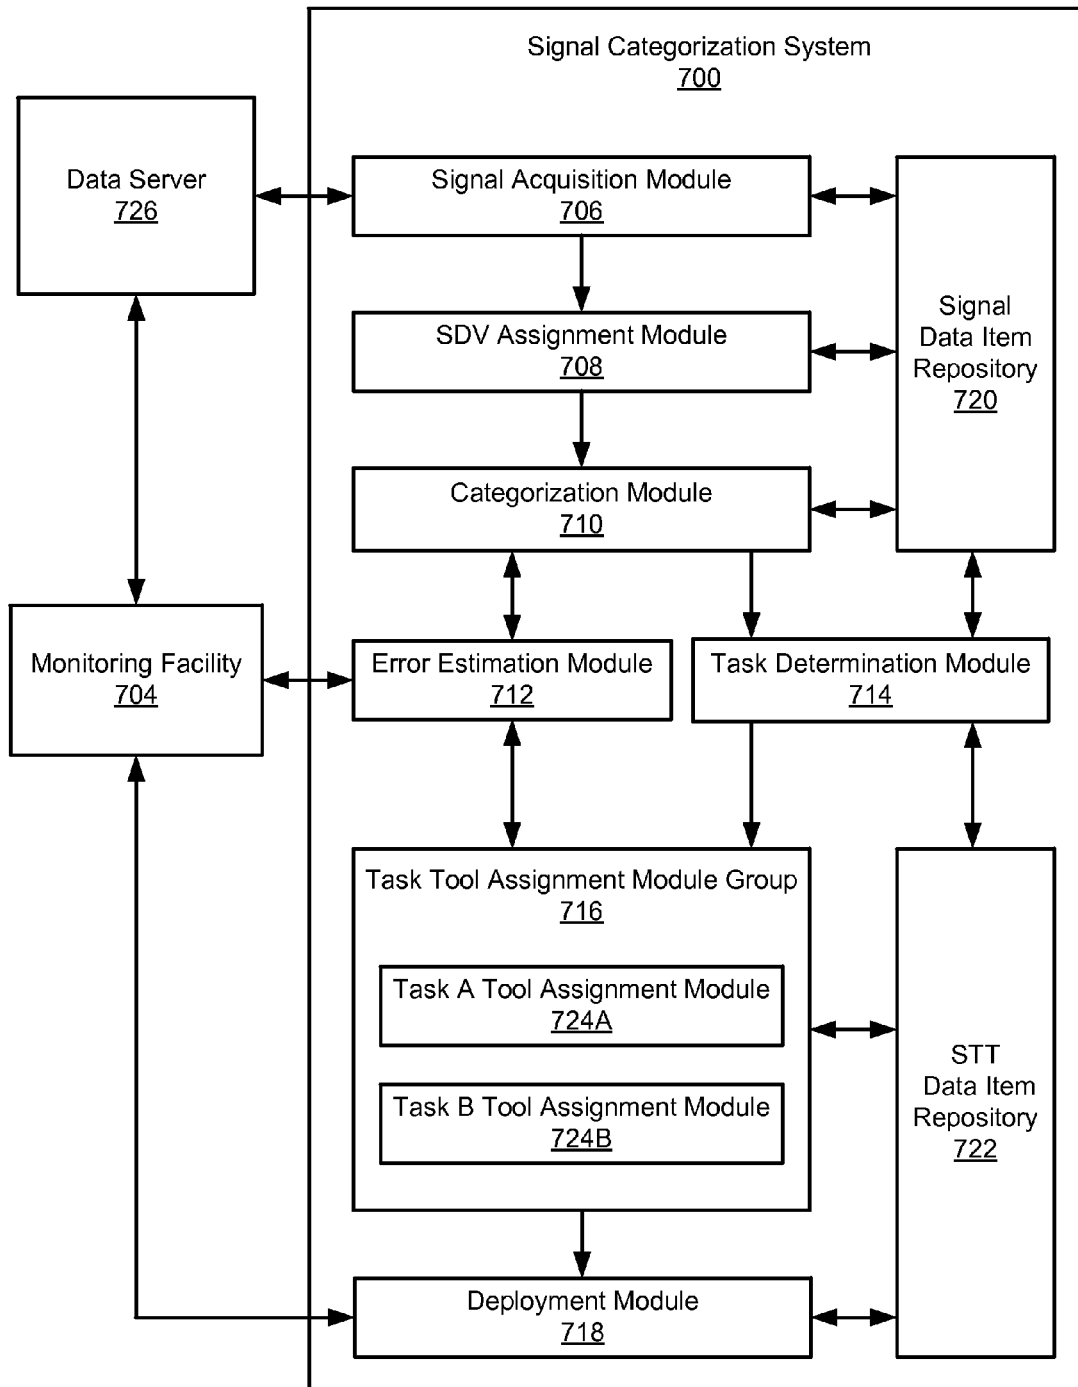 Signal Categorization System
700
Data Server
726
Signal Acquisition Module
706
SDV Assignment Module
708
Signal
Data Item
Repository
720
Categorization Module
710
Monitoring Facility
704
Error Estimation Module
712
Task Determination Module
714
Task Tool Assignment Module Group
716
Task A Tool Assignment Module
724A
Task B Tool Assignment Module
724B
STT
Data Item
Repository
722
Deployment Module
718